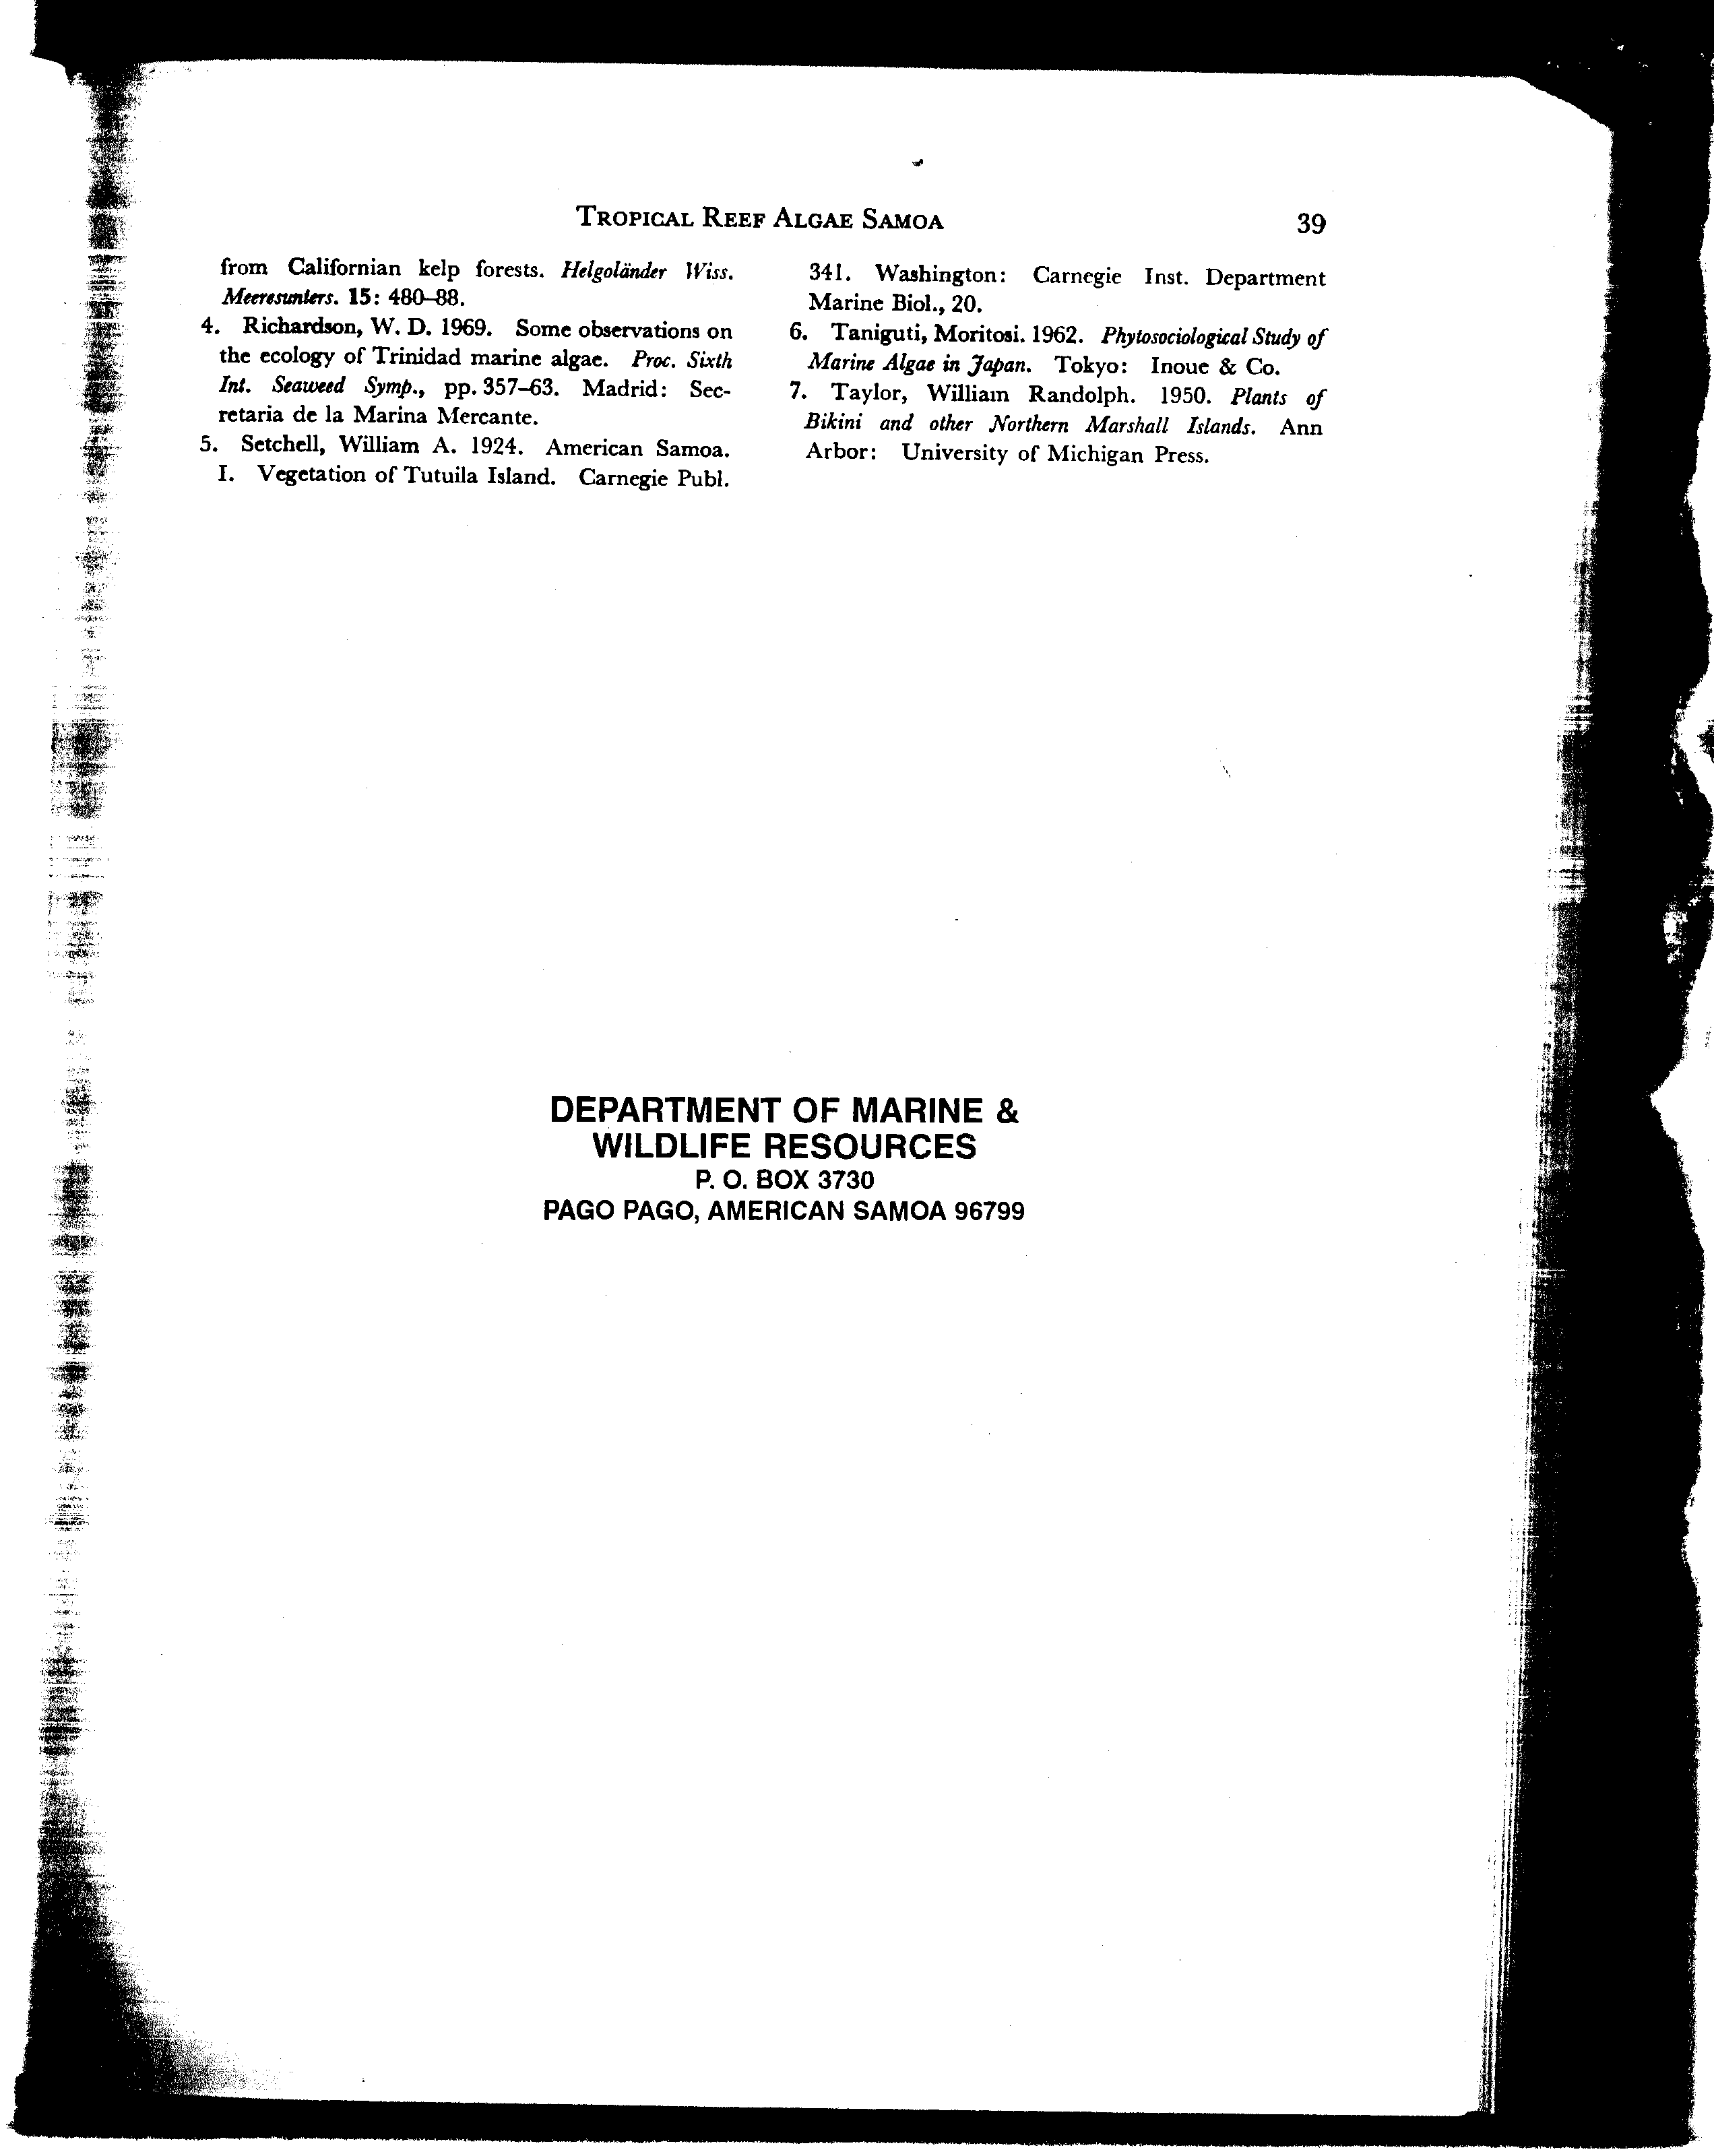 TROPICAL REEF ALGAE SAMOA
39
from Californian kelp forests. Helgoländer Wiss.
Meeresunters. 15: 480–88.
4. Richardson, W. D. 1969. Some observations on
the ecology of Trinidad marine algae. Proc. Sixth
Int. Seaweed Symp., pp. 357–63. Madrid: Sec-
retaria de la Marina Mercante.
5. Setchell, William A. 1924. American Samoa.
I. Vegetation of Tutuila Island. Carnegie Publ.
341. Washington: Carnegie Inst. Department
Marine Biol., 20.
6. Taniguti, Moritosi. 1962. Phytosociological Study of
Marine Algae in Japan. Tokyo: Inoue & Co.
7. Taylor, William Randolph. 1950. Plants of
Bikini and other Northern Marshall Islands. Ann
Arbor: University of Michigan Press.
DEPARTMENT OF MARINE &
WILDLIFE RESOURCES
P. O. BOX 3730
PAGO PAGO, AMERICAN SAMOA 96799